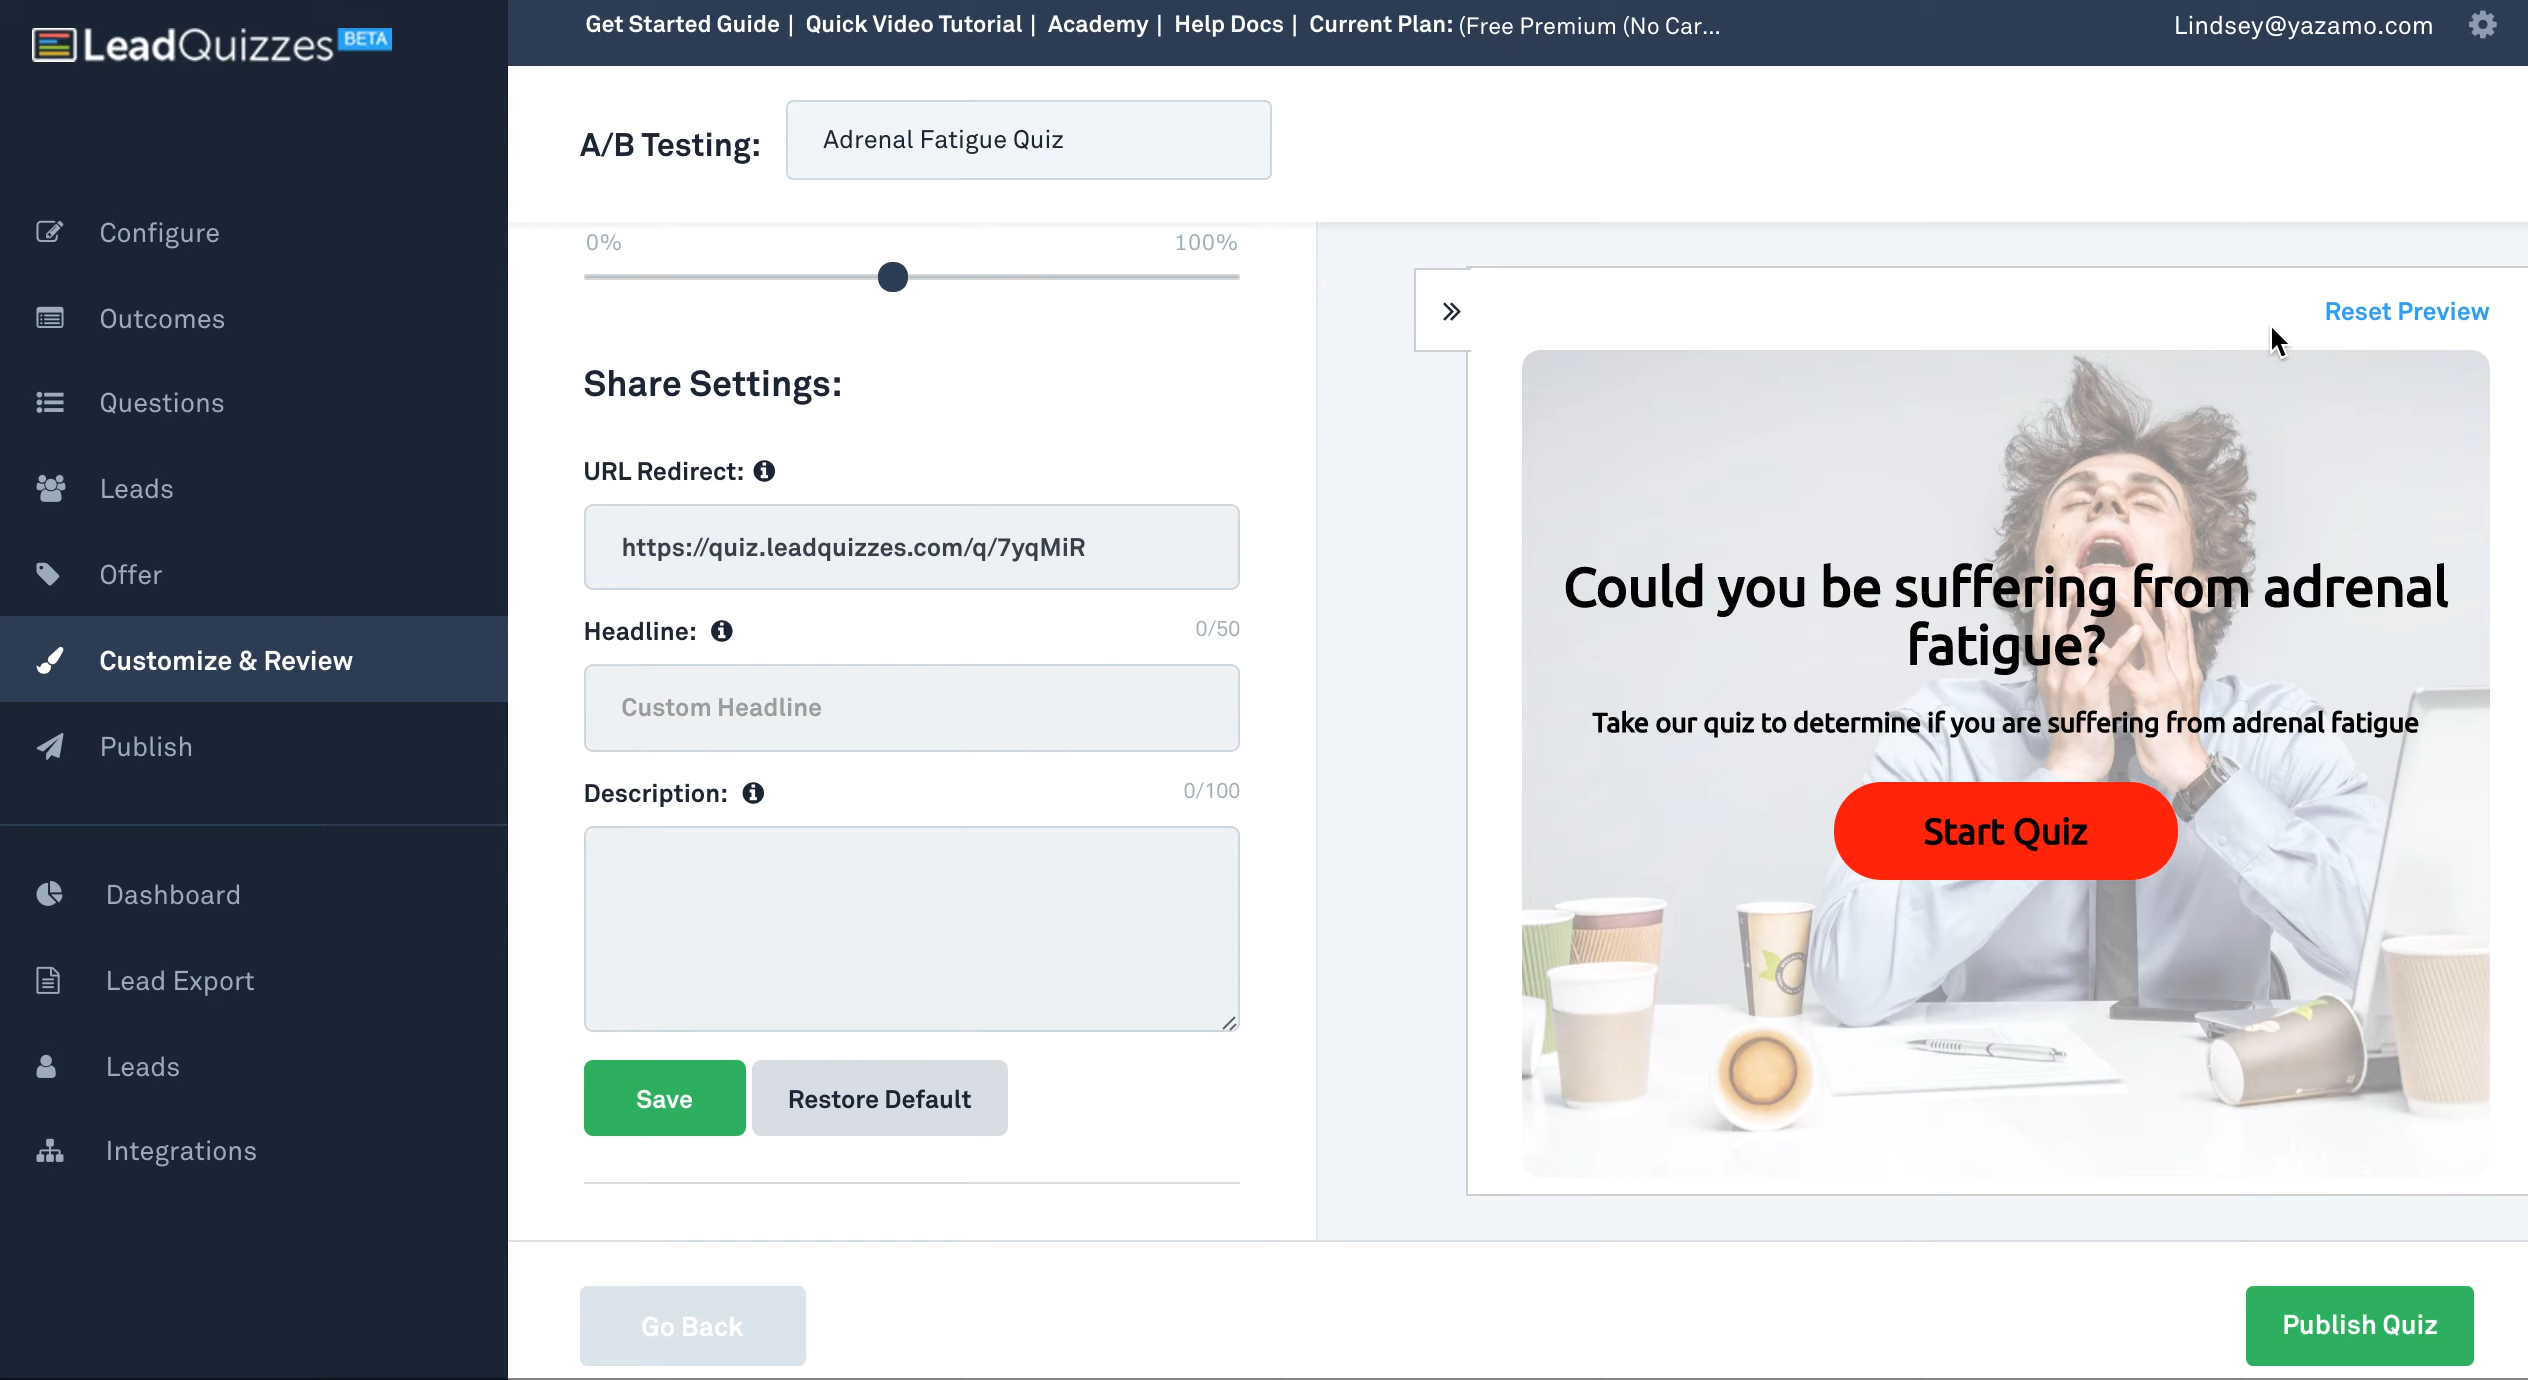 LeadQuizzes BETA
Get Started Guide | Quick Video Tutorial | Academy | Help Docs | Current Plan: (Free Premium (No Car...
Lindsey@yazamo.com
Configure
Outcomes
Questions
Leads
Offer
Customize & Review
Publish
Dashboard
Lead Export
Leads
Integrations
A/B Testing: Adrenal Fatigue Quiz
0% 100%
Share Settings:
URL Redirect:
https://quiz.leadquizzes.com/q/7yqMiR
Headline: 0/50
Custom Headline
Description: 0/100
Save Restore Default
Reset Preview
Could you be suffering from adrenal
fatigue?
Take our quiz to determine if you are suffering from adrenal fatigue
Start Quiz
Go Back
Publish Quiz